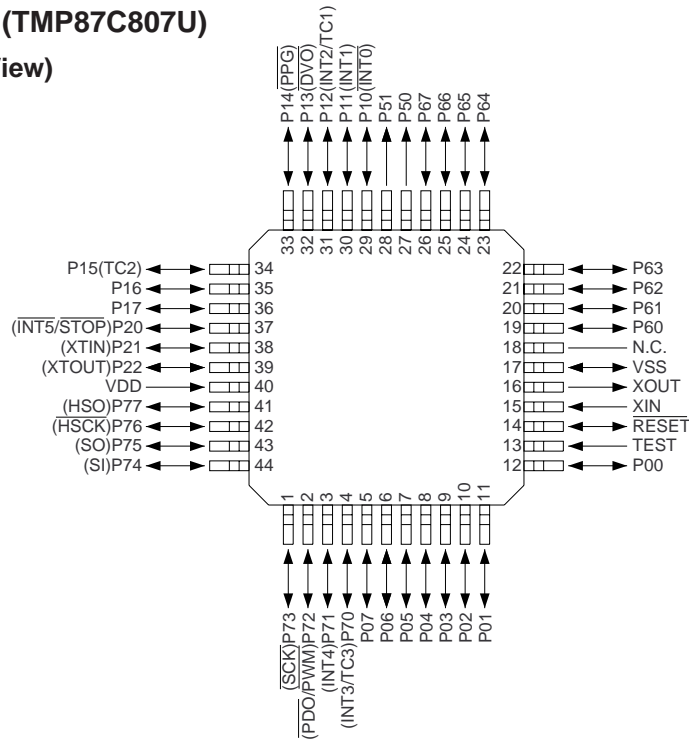 (TMP87C807U)
iew)
P14(PPG)
P13(DVO)
P12(INT2/TC1)
P11(INT1)
P10(INT0)
P51
P50
P67
P66
P65
P64
33
32
31
30
29
28
27
26
25
24
23
P15(TC2) 34
P16 35
P17 36
(INT5/STOP)P20 37
(XTIN)P21 38
(XTOUT)P22 39
VDD 40
(HSO)P77 41
(HSCK)P76 42
(SO)P75 43
(SI)P74 44
22 P63
21 P62
20 P61
19 P60
18 N.C.
17 VSS
16 XOUT
15 XIN
14 RESET
13 TEST
12 P00
1
2
3
4
5
6
7
8
9
10
11
(SCK)P73
(PDO/PWM)P72
(INT4)P71
(INT3/TC3)P70
P07
P06
P05
P04
P03
P02
P01